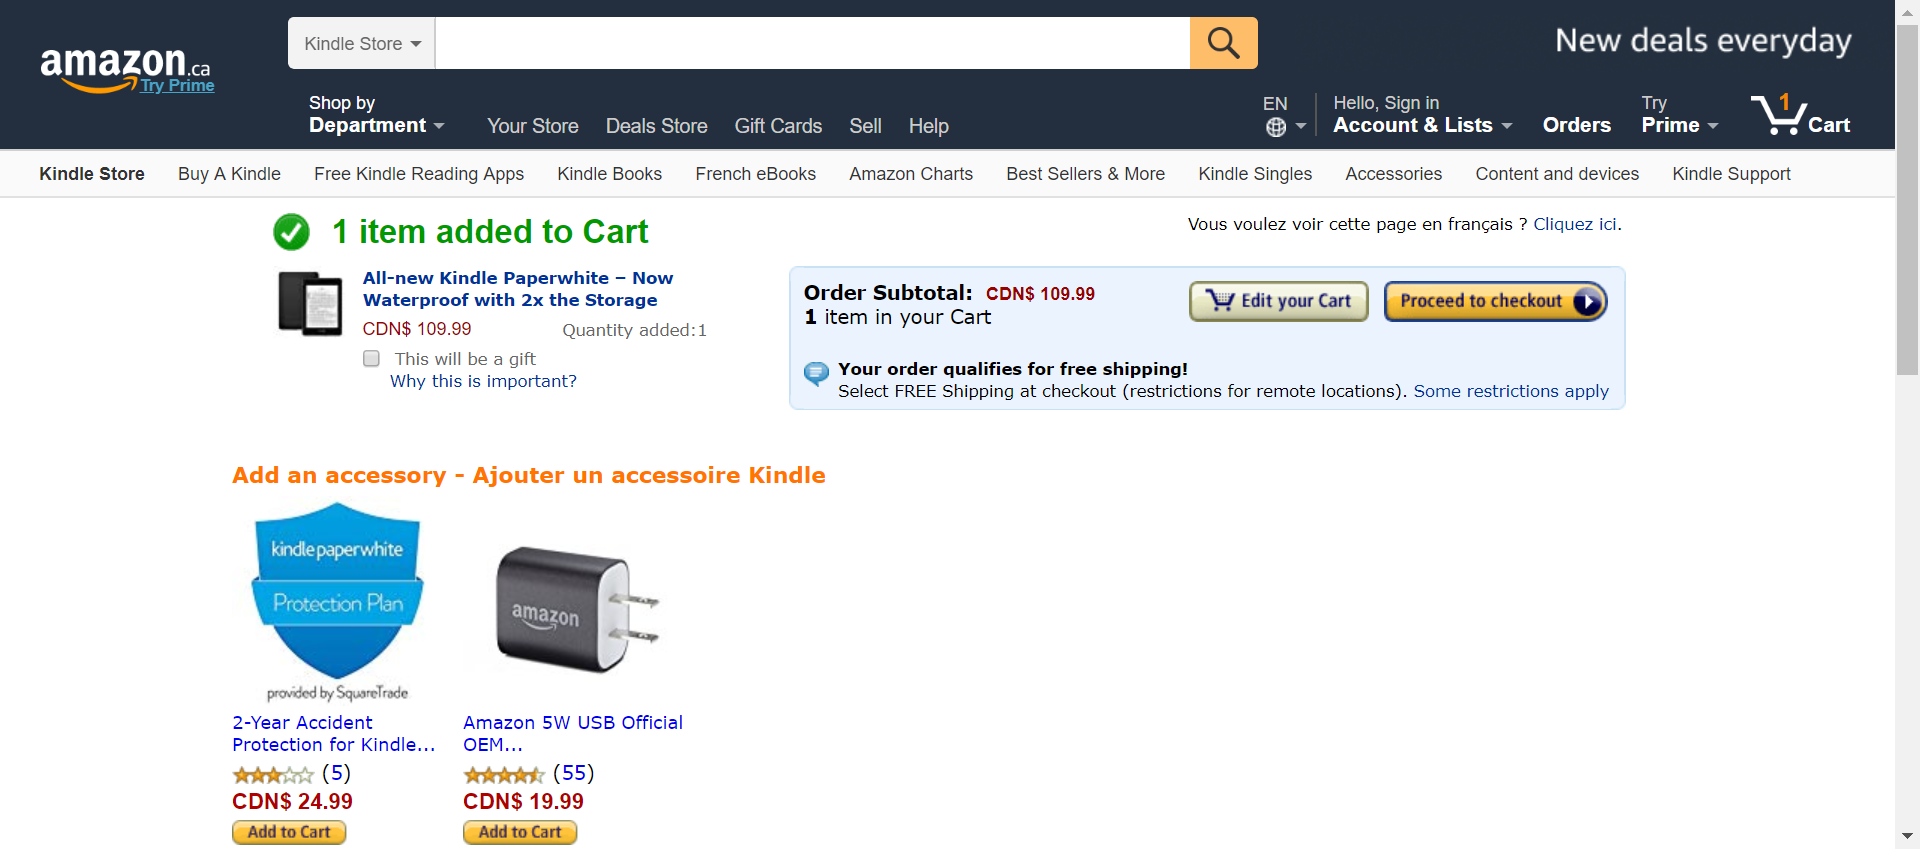 amazon.ca
Try Prime
Kindle Store
New deals everyday
Shop by
Department
Your Store
Deals Store
Gift Cards
Sell
Help
EN
Hello, Sign in
Account & Lists
Orders
Try
Prime
1
Cart
Kindle Store
Buy A Kindle
Free Kindle Reading Apps
Kindle Books
French eBooks
Amazon Charts
Best Sellers & More
Kindle Singles
Accessories
Content and devices
Kindle Support
1 item added to Cart
Vous voulez voir cette page en français ? Cliquez ici.
All-new Kindle Paperwhite – Now
Waterproof with 2x the Storage
CDN$ 109.99
Quantity added:1
This will be a gift
Why this is important?
Order Subtotal: CDN$ 109.99
1 item in your Cart
Edit your Cart
Proceed to checkout
Your order qualifies for free shipping!
Select FREE Shipping at checkout (restrictions for remote locations). Some restrictions apply
Add an accessory - Ajouter un accessoire Kindle
kindlepaperwhite
Protection Plan
provided by SquareTrade
2-Year Accident
Protection for Kindle...
(5)
CDN$ 24.99
Add to Cart
amazon
Amazon 5W USB Official
OEM...
(55)
CDN$ 19.99
Add to Cart